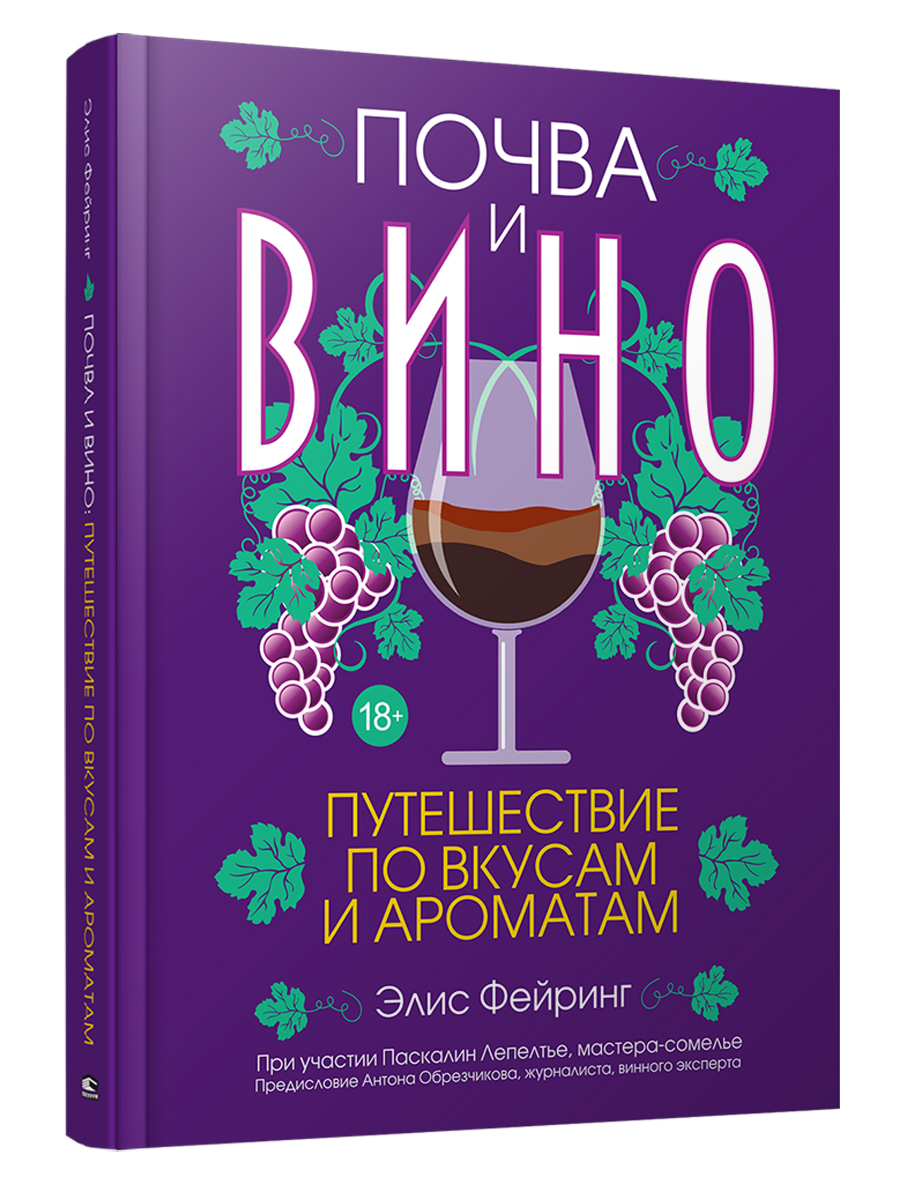 ПОЧВА
И
ВИНО
18+
ПУТЕШЕСТВИЕ
ПО ВКУСАМ
И АРОМАТАМ
Элис Фейринг
При участии Паскалин Лепелтье, мастера-сомелье
Предисловие Антона Обрезчикова, журналиста, винного эксперта
Элис Фейринг ПОЧВА И ВИНО: ПУТЕШЕСТВИЕ ПО ВКУСАМ И АРОМАТАМ